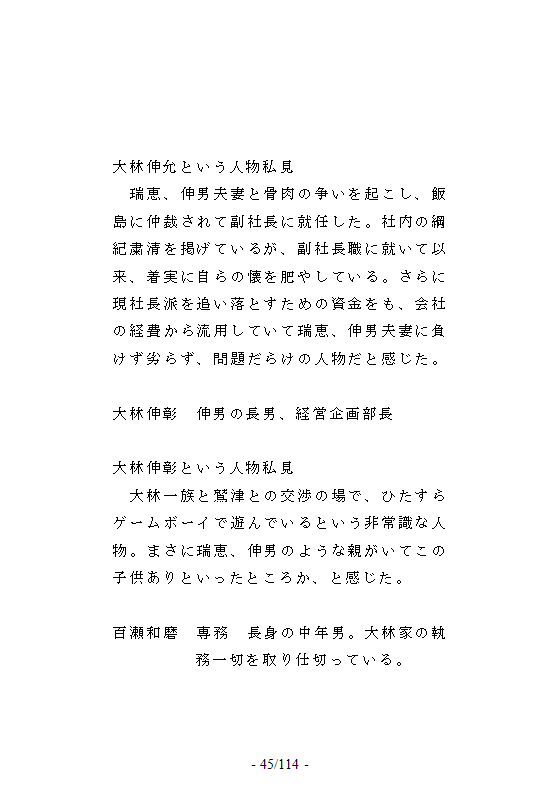 大林伸允という人物私見
　瑞恵、伸男夫妻と骨肉の争いを起こし、飯
島に仲裁されて副社長に就任した。社内の綱
紀粛清を掲げているが、副社長職に就いて以
来、着実に自らの懐を肥やしている。さらに
現社長派を追い落とすための資金をも、会社
の経費から流用していて瑞恵、伸男夫妻に負
けず劣らず、問題だらけの人物だと感じた。
大林伸彰　伸男の長男、経営企画部長
大林伸彰という人物私見
　大林一族と鷲津との交渉の場で、ひたすら
ゲームボーイで遊んでいるという非常識な人
物。まさに瑞恵、伸男のような親がいてこの
子供ありといったところか、と感じた。
百瀬和磨　専務　長身の中年男。大林家の執
務一切を取り仕切っている。
- 45/114 -